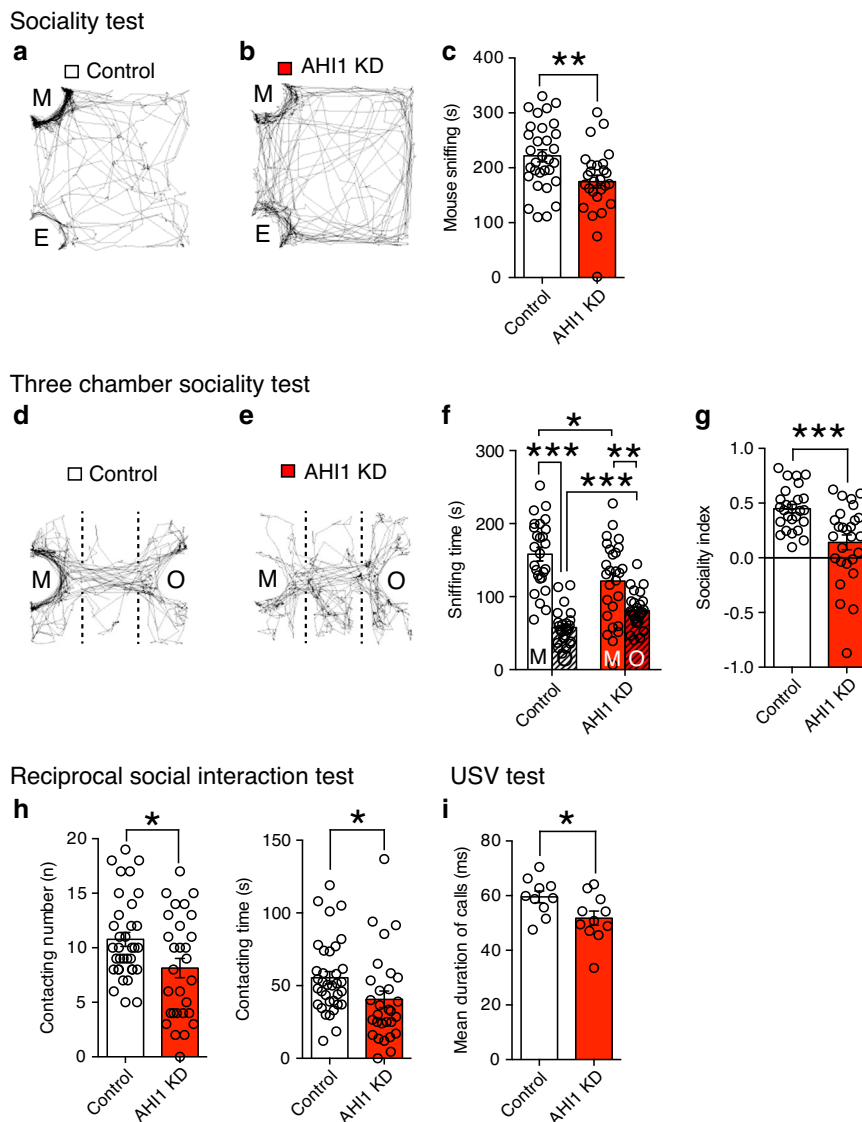 Sociality test
a
Control
M
E
b
AHI1 KD
M
E
c
**
Mouse sniffing (s)
400
300
200
100
0
Control
AHI1 KD
Three chamber sociality test
d
Control
M
O
e
AHI1 KD
M
O
f
*
***
**
***
Sniffing time (s)
300
200
100
0
M
O
M
O
Control
AHI1 KD
g
***
Sociality index
1.0
0.5
0.0
-0.5
-1.0
Control
AHI1 KD
Reciprocal social interaction test
h
*
Contacting number (n)
20
15
10
5
0
Control
AHI1 KD
*
Contacting time (s)
150
100
50
0
Control
AHI1 KD
USV test
i
*
Mean duration of calls (ms)
80
60
40
20
0
Control
AHI1 KD